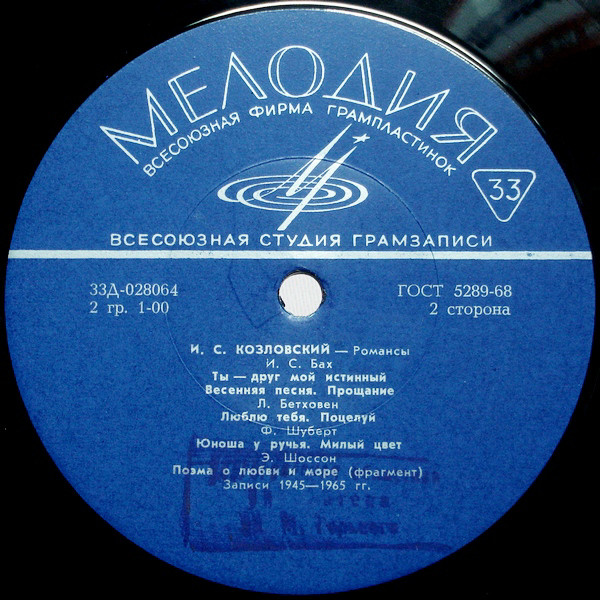 МЕЛОДИЯ
ВСЕСОЮЗНАЯ ФИРМА ГРАМПЛАСТИНОК
33
ВСЕСОЮЗНАЯ СТУДИЯ ГРАМЗАПИСИ
33Д-028064
ГОСТ 5289-68
2 гр. 1-00
2 сторона
И. С. КОЗЛОВСКИЙ — Романсы
И. С. Бах
Ты — друг мой истинный
Весенняя песня. Прощание
Л. Бетховен
Люблю тебя. Поцелуй
Ф. Шуберт
Юноша у ручья. Милый цвет
Э. Шоссон
Поэма о любви и море (фрагмент)
Записи 1945—1965 гг.
Горького